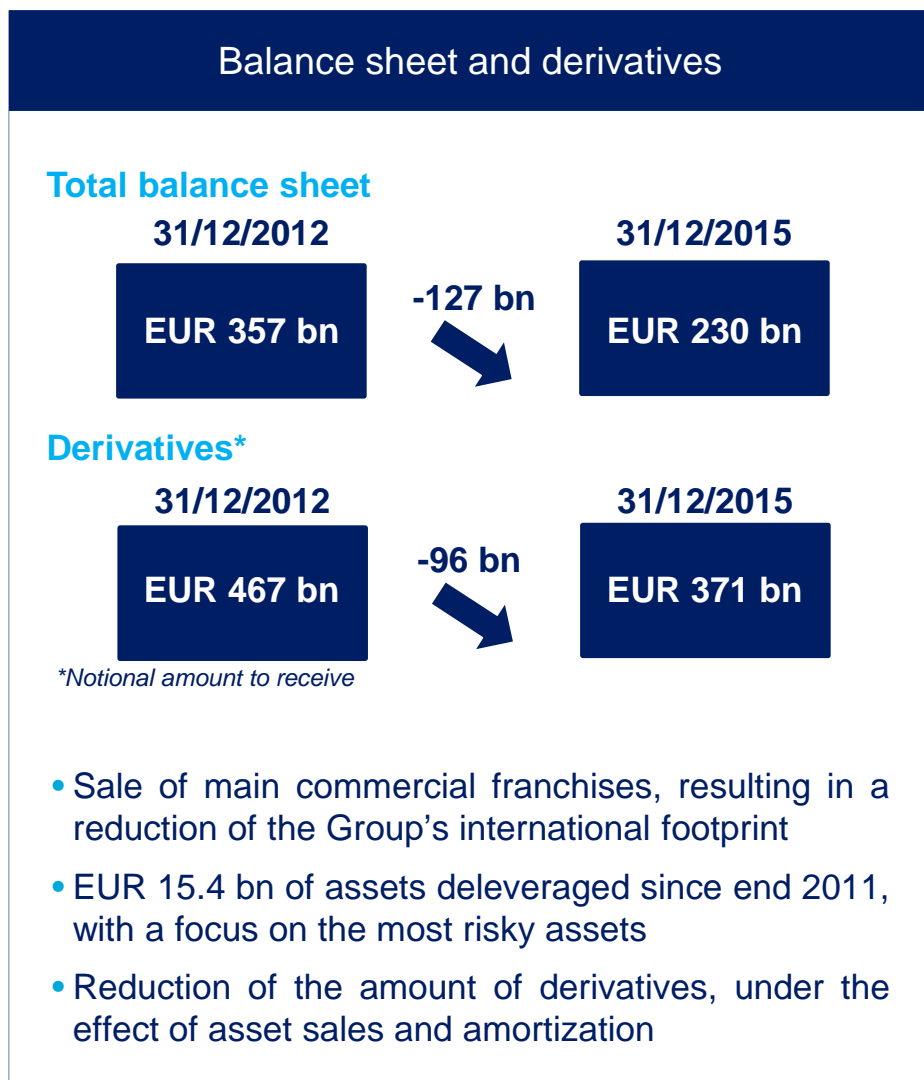 Balance sheet and derivatives
Total balance sheet
31/12/2012
31/12/2015
EUR 357 bn
-127 bn
EUR 230 bn
Derivatives*
31/12/2012
31/12/2015
EUR 467 bn
-96 bn
EUR 371 bn
*Notional amount to receive
• Sale of main commercial franchises, resulting in a
reduction of the Group's international footprint
• EUR 15.4 bn of assets deleveraged since end 2011,
with a focus on the most risky assets
• Reduction of the amount of derivatives, under the
effect of asset sales and amortization